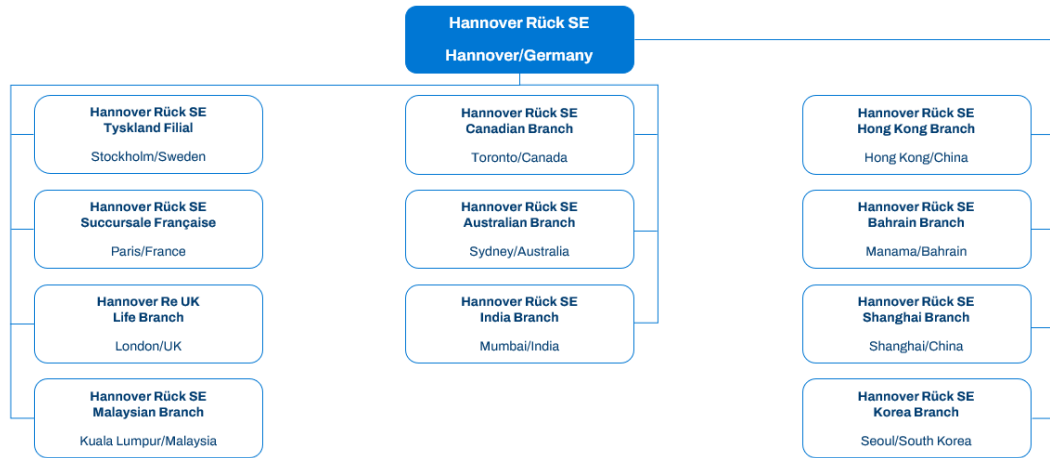 Hannover Rück SE
Hannover/Germany
Hannover Rück SE
Tyskland Filial
Stockholm/Sweden
Hannover Rück SE
Canadian Branch
Toronto/Canada
Hannover Rück SE
Hong Kong Branch
Hong Kong/China
Hannover Rück SE
Succursale Française
Paris/France
Hannover Rück SE
Australian Branch
Sydney/Australia
Hannover Rück SE
Bahrain Branch
Manama/Bahrain
Hannover Re UK
Life Branch
London/UK
Hannover Rück SE
India Branch
Mumbai/India
Hannover Rück SE
Shanghai Branch
Shanghai/China
Hannover Rück SE
Malaysian Branch
Kuala Lumpur/Malaysia
Hannover Rück SE
Korea Branch
Seoul/South Korea